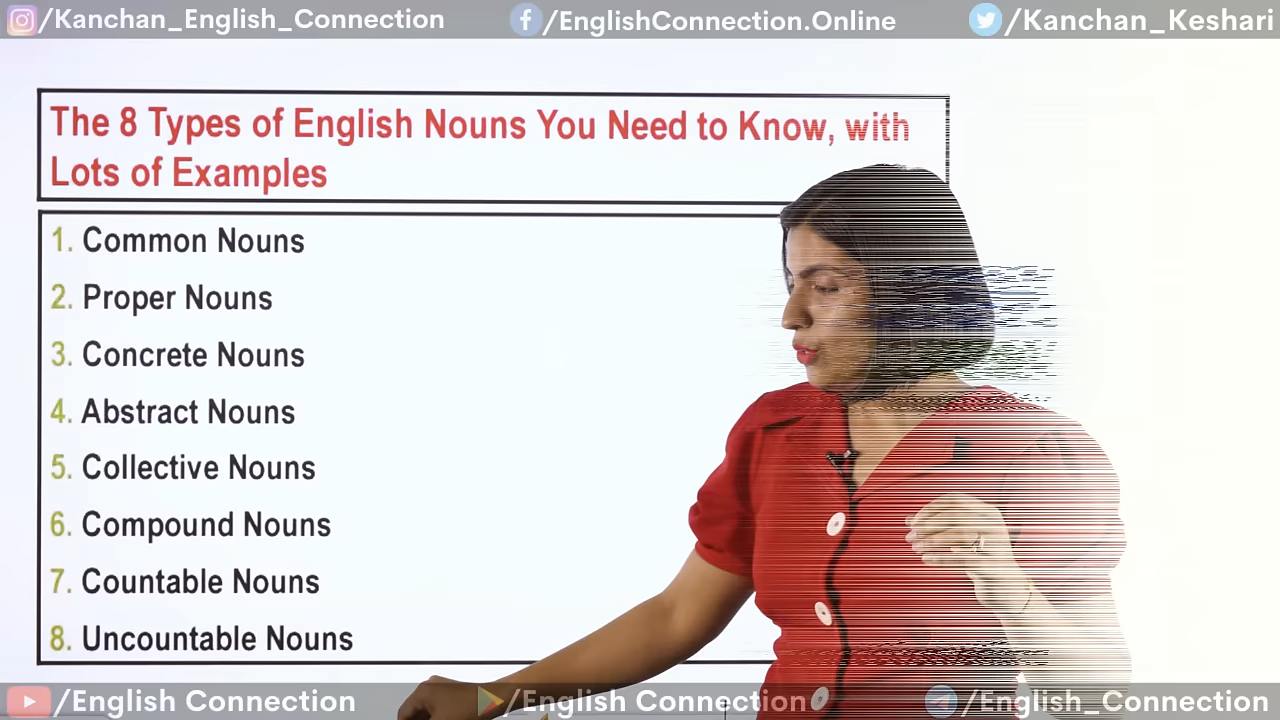 /Kanchan_English_Connection
/EnglishConnection.Online
/Kanchan_Keshari
The 8 Types of English Nouns You Need to Know, with
Lots of Examples
1. Common Nouns
2. Proper Nouns
3. Concrete Nouns
4. Abstract Nouns
5. Collective Nouns
6. Compound Nouns
7. Countable Nouns
8. Uncountable Nouns
/English Connection
/English Connection
/English_Connection